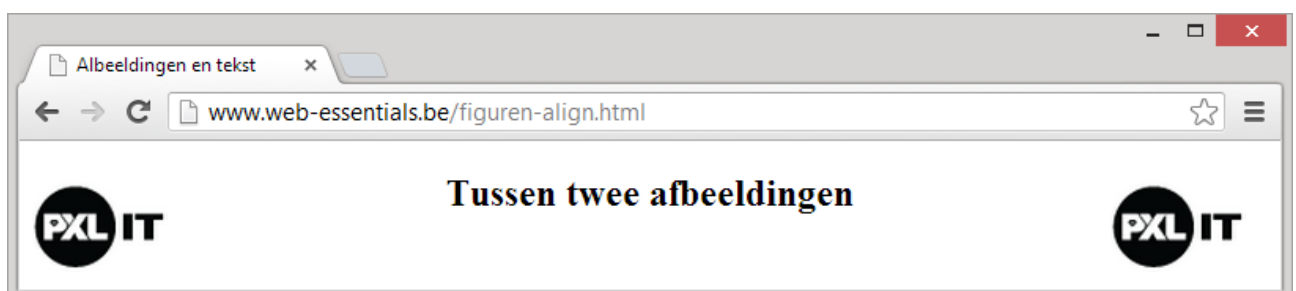 Albeeldingen en tekst
www.web-essentials.be/figuren-align.html
Tussen twee afbeeldingen
PXL IT
PXL IT